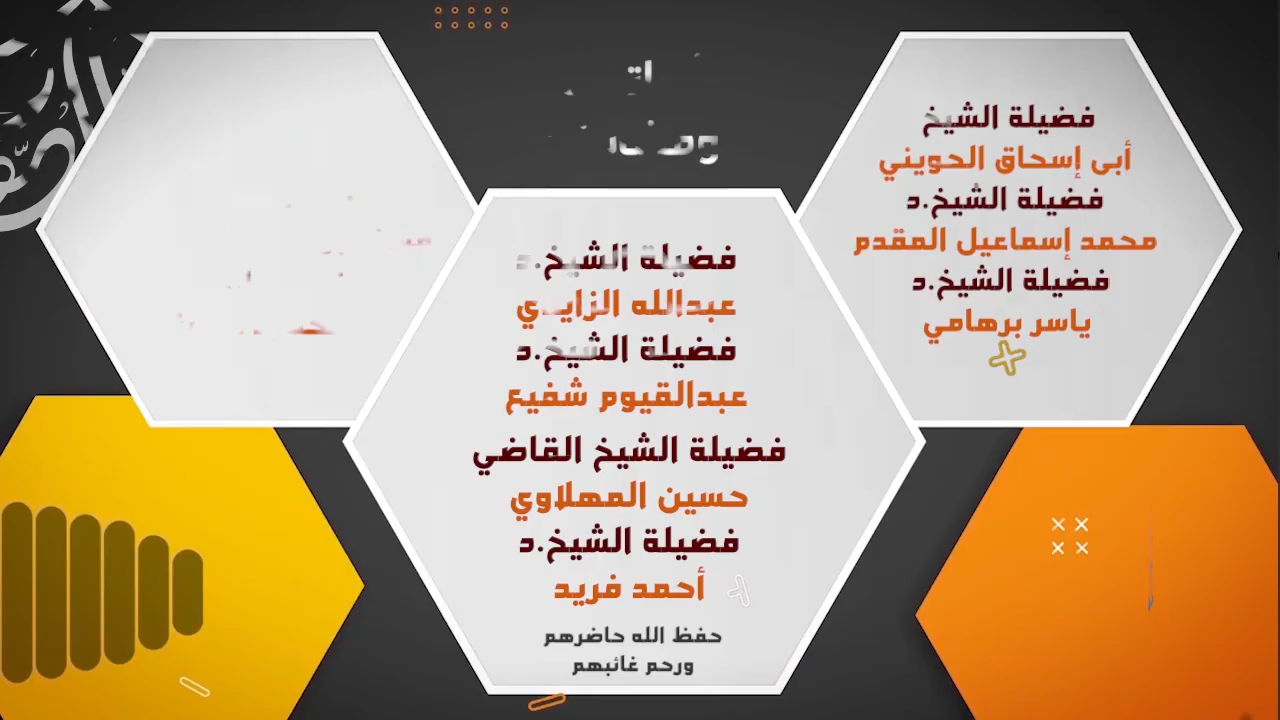 فضيلة الشيخ
أبى إسحاق الحويني
فضيلة الشيخ.د
محمد إسماعيل المقدم
فضيلة الشيخ.د
ياسر برهامي
فضيلة الشيخ.د
عبدالله الزايدي
فضيلة الشيخ.د
عبدالقيوم شفيع
فضيلة الشيخ القاضي
حسين المهلاوي
فضيلة الشيخ.د
أحمد فريد
حفظ الله حاضرهم
ورحم غائبهم